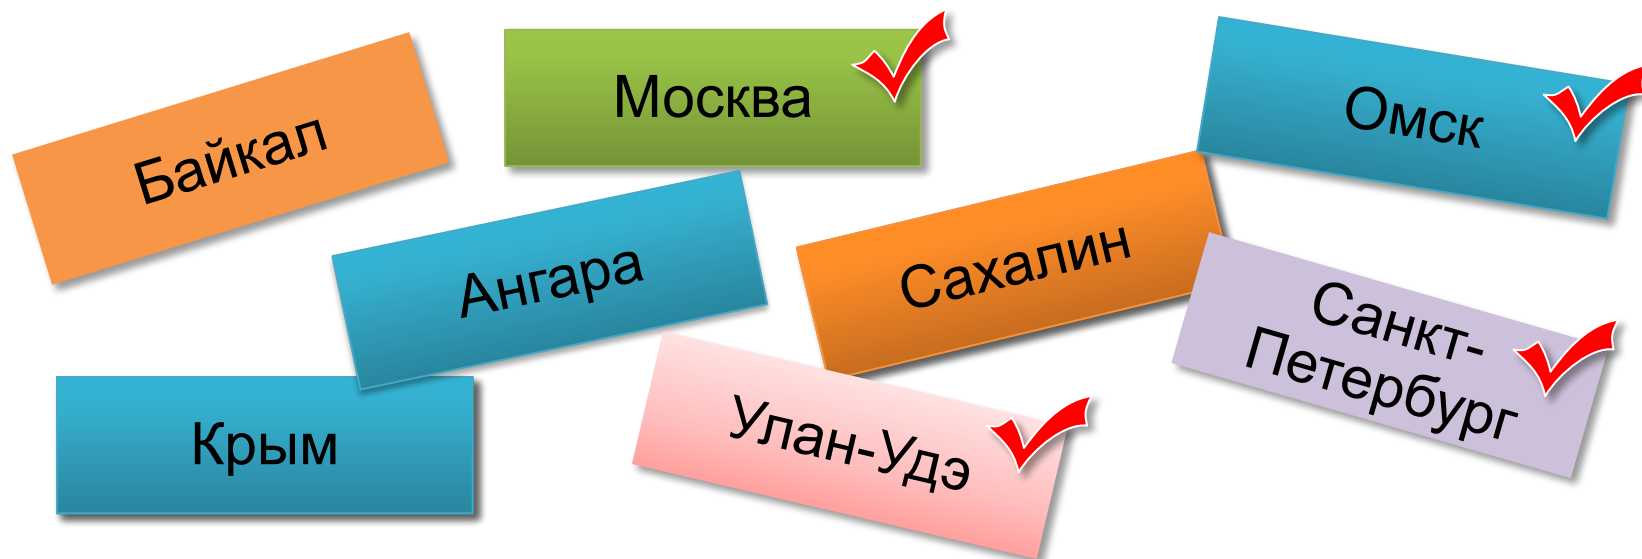 Байкал
Москва
Омск
Ангара
Сахалин
Санкт-
Петербург
Крым
Улан-Удэ